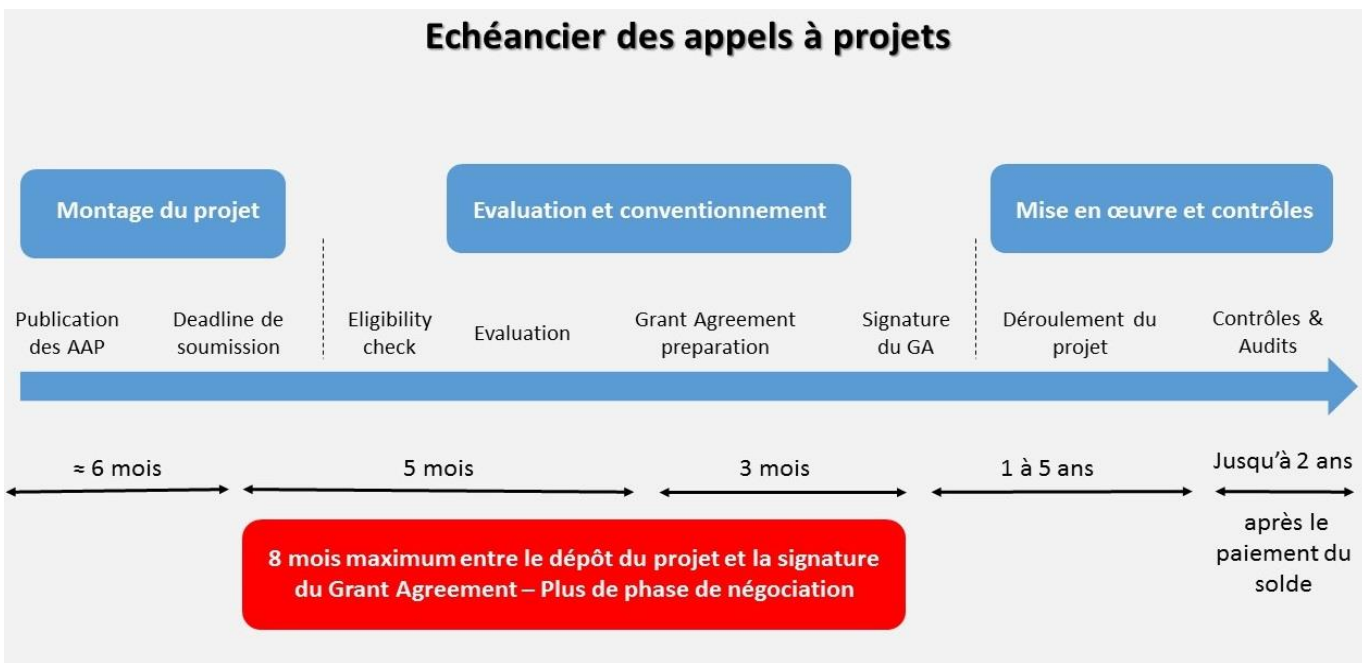 Echéancier des appels à projets
Montage du projet
Evaluation et conventionnement
Mise en œuvre et contrôles
Publication
des AAP
Deadline de
soumission
Eligibility
check
Evaluation
Grant Agreement
preparation
Signature
du GA
Déroulement du
projet
Contrôles &
Audits
≈ 6 mois
5 mois
3 mois
1 à 5 ans
Jusqu’à 2 ans
après le
paiement du
solde
8 mois maximum entre le dépôt du projet et la signature
du Grant Agreement – Plus de phase de négociation